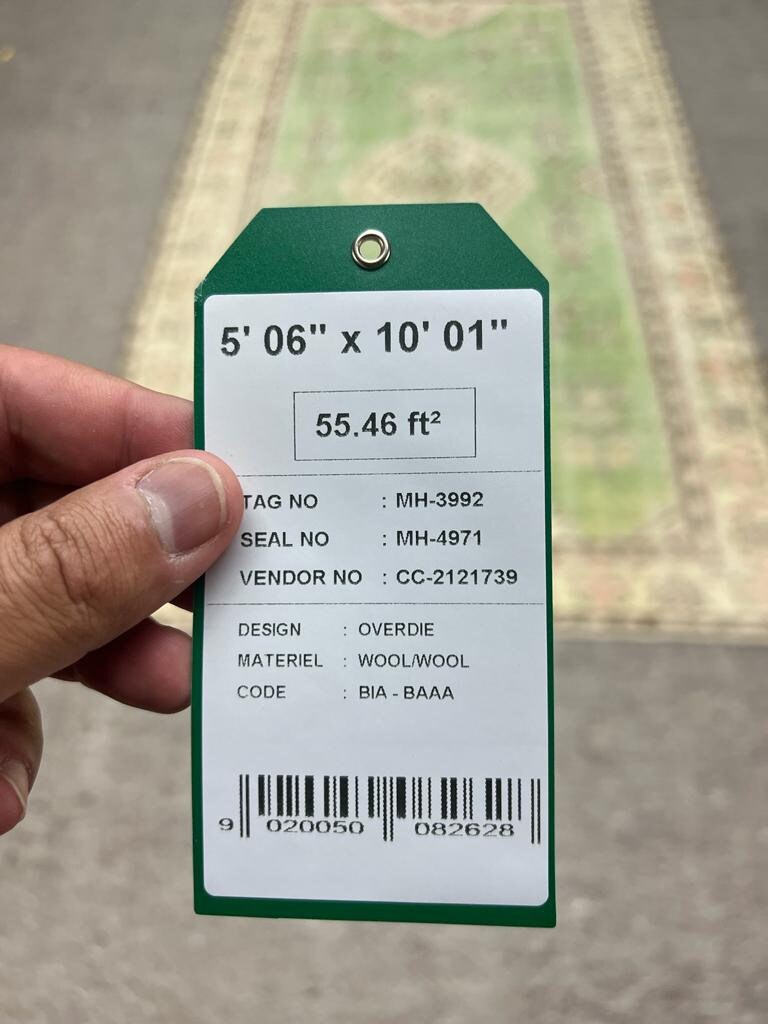 5' 06" x 10' 01"
55.46 ft²
TAG NO : MH-3992
SEAL NO : MH-4971
VENDOR NO : CC-2121739
DESIGN : OVERDIE
MATERIEL : WOOL/WOOL
CODE : BIA - BAAA
9 020050 082628